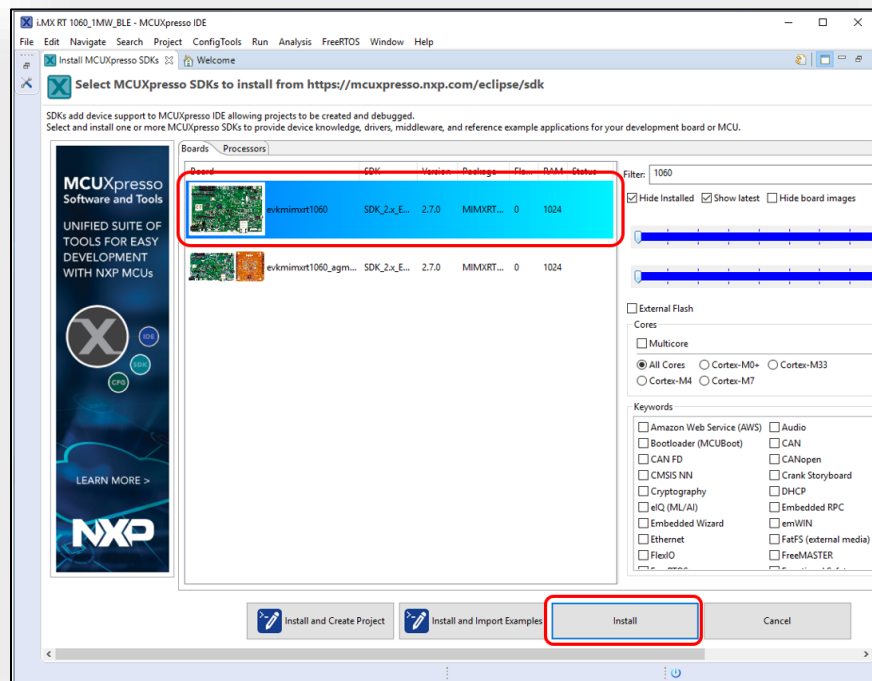 i.MX RT 1060_1MW_BLE - MCUXpresso IDE
File Edit Navigate Search Project ConfigTools Run Analysis FreeRTOS Window Help
Install MCUXpresso SDKs Welcome
Select MCUXpresso SDKs to install from https://mcuxpresso.nxp.com/eclipse/sdk
SDKs add device support to MCUXpresso IDE allowing projects to be created and debugged.
Select and install one or more MCUXpresso SDKs to provide device knowledge, drivers, middleware, and reference example applications for your development board or MCU.
MCUXpresso
Software and Tools
UNIFIED SUITE OF
TOOLS FOR EASY
DEVELOPMENT
WITH NXP MCUs
IDE
SDK
CFG
LEARN MORE >
NXP
Boards Processors
Board SDK Version Package Fla... RAM Status
evkmimxrt1060 SDK_2.x_E... 2.7.0 MIMXRT... 0 1024
evkmimxrt1060_agm... SDK_2.x_E... 2.7.0 MIMXRT... 0 1024
Filter: 1060
Hide Installed Show latest Hide board images
External Flash
Cores
Multicore
All Cores Cortex-M0+ Cortex-M33
Cortex-M4 Cortex-M7
Keywords
Amazon Web Service (AWS) Audio
Bootloader (MCUBoot) CAN
CAN FD CANopen
CMSIS NN Crank Storyboard
Cryptography DHCP
eIQ (ML/AI) Embedded RPC
Embedded Wizard emWIN
Ethernet FatFS (external media)
FlexIO FreeMASTER
Install and Create Project Install and Import Examples Install Cancel